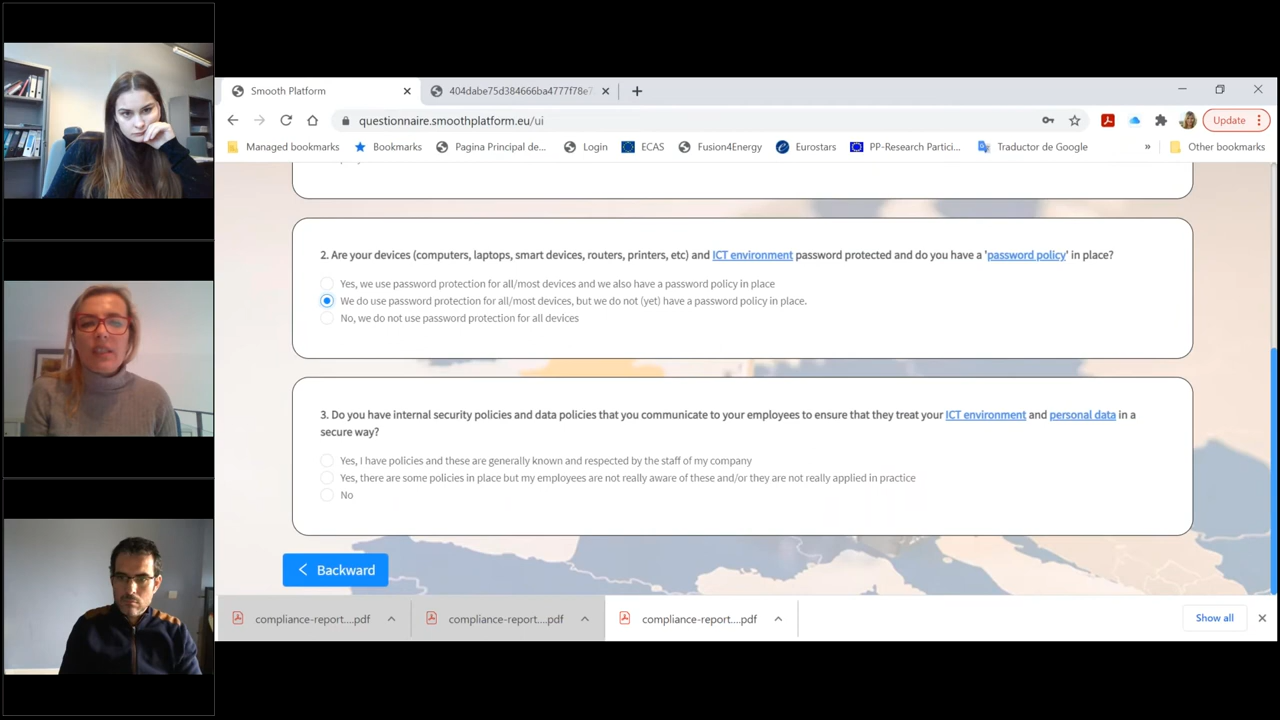 Smooth Platform
404dabe75d384666ba4777f78e7
questionnaire.smoothplatform.eu/ui
Update
Managed bookmarks
Bookmarks
Pagina Principal de...
Login
ECAS
Fusion4Energy
Eurostars
PP-Research Partici...
Traductor de Google
»
Other bookmarks
2. Are your devices (computers, laptops, smart devices, routers, printers, etc) and ICT environment password protected and do you have a 'password policy' in place?
Yes, we use password protection for all/most devices and we also have a password policy in place
We do use password protection for all/most devices, but we do not (yet) have a password policy in place.
No, we do not use password protection for all devices
3. Do you have internal security policies and data policies that you communicate to your employees to ensure that they treat your ICT environment and personal data in a
secure way?
Yes, I have policies and these are generally known and respected by the staff of my company
Yes, there are some policies in place but my employees are not really aware of these and/or they are not really applied in practice
No
Backward
compliance-report....pdf
compliance-report....pdf
compliance-report....pdf
Show all